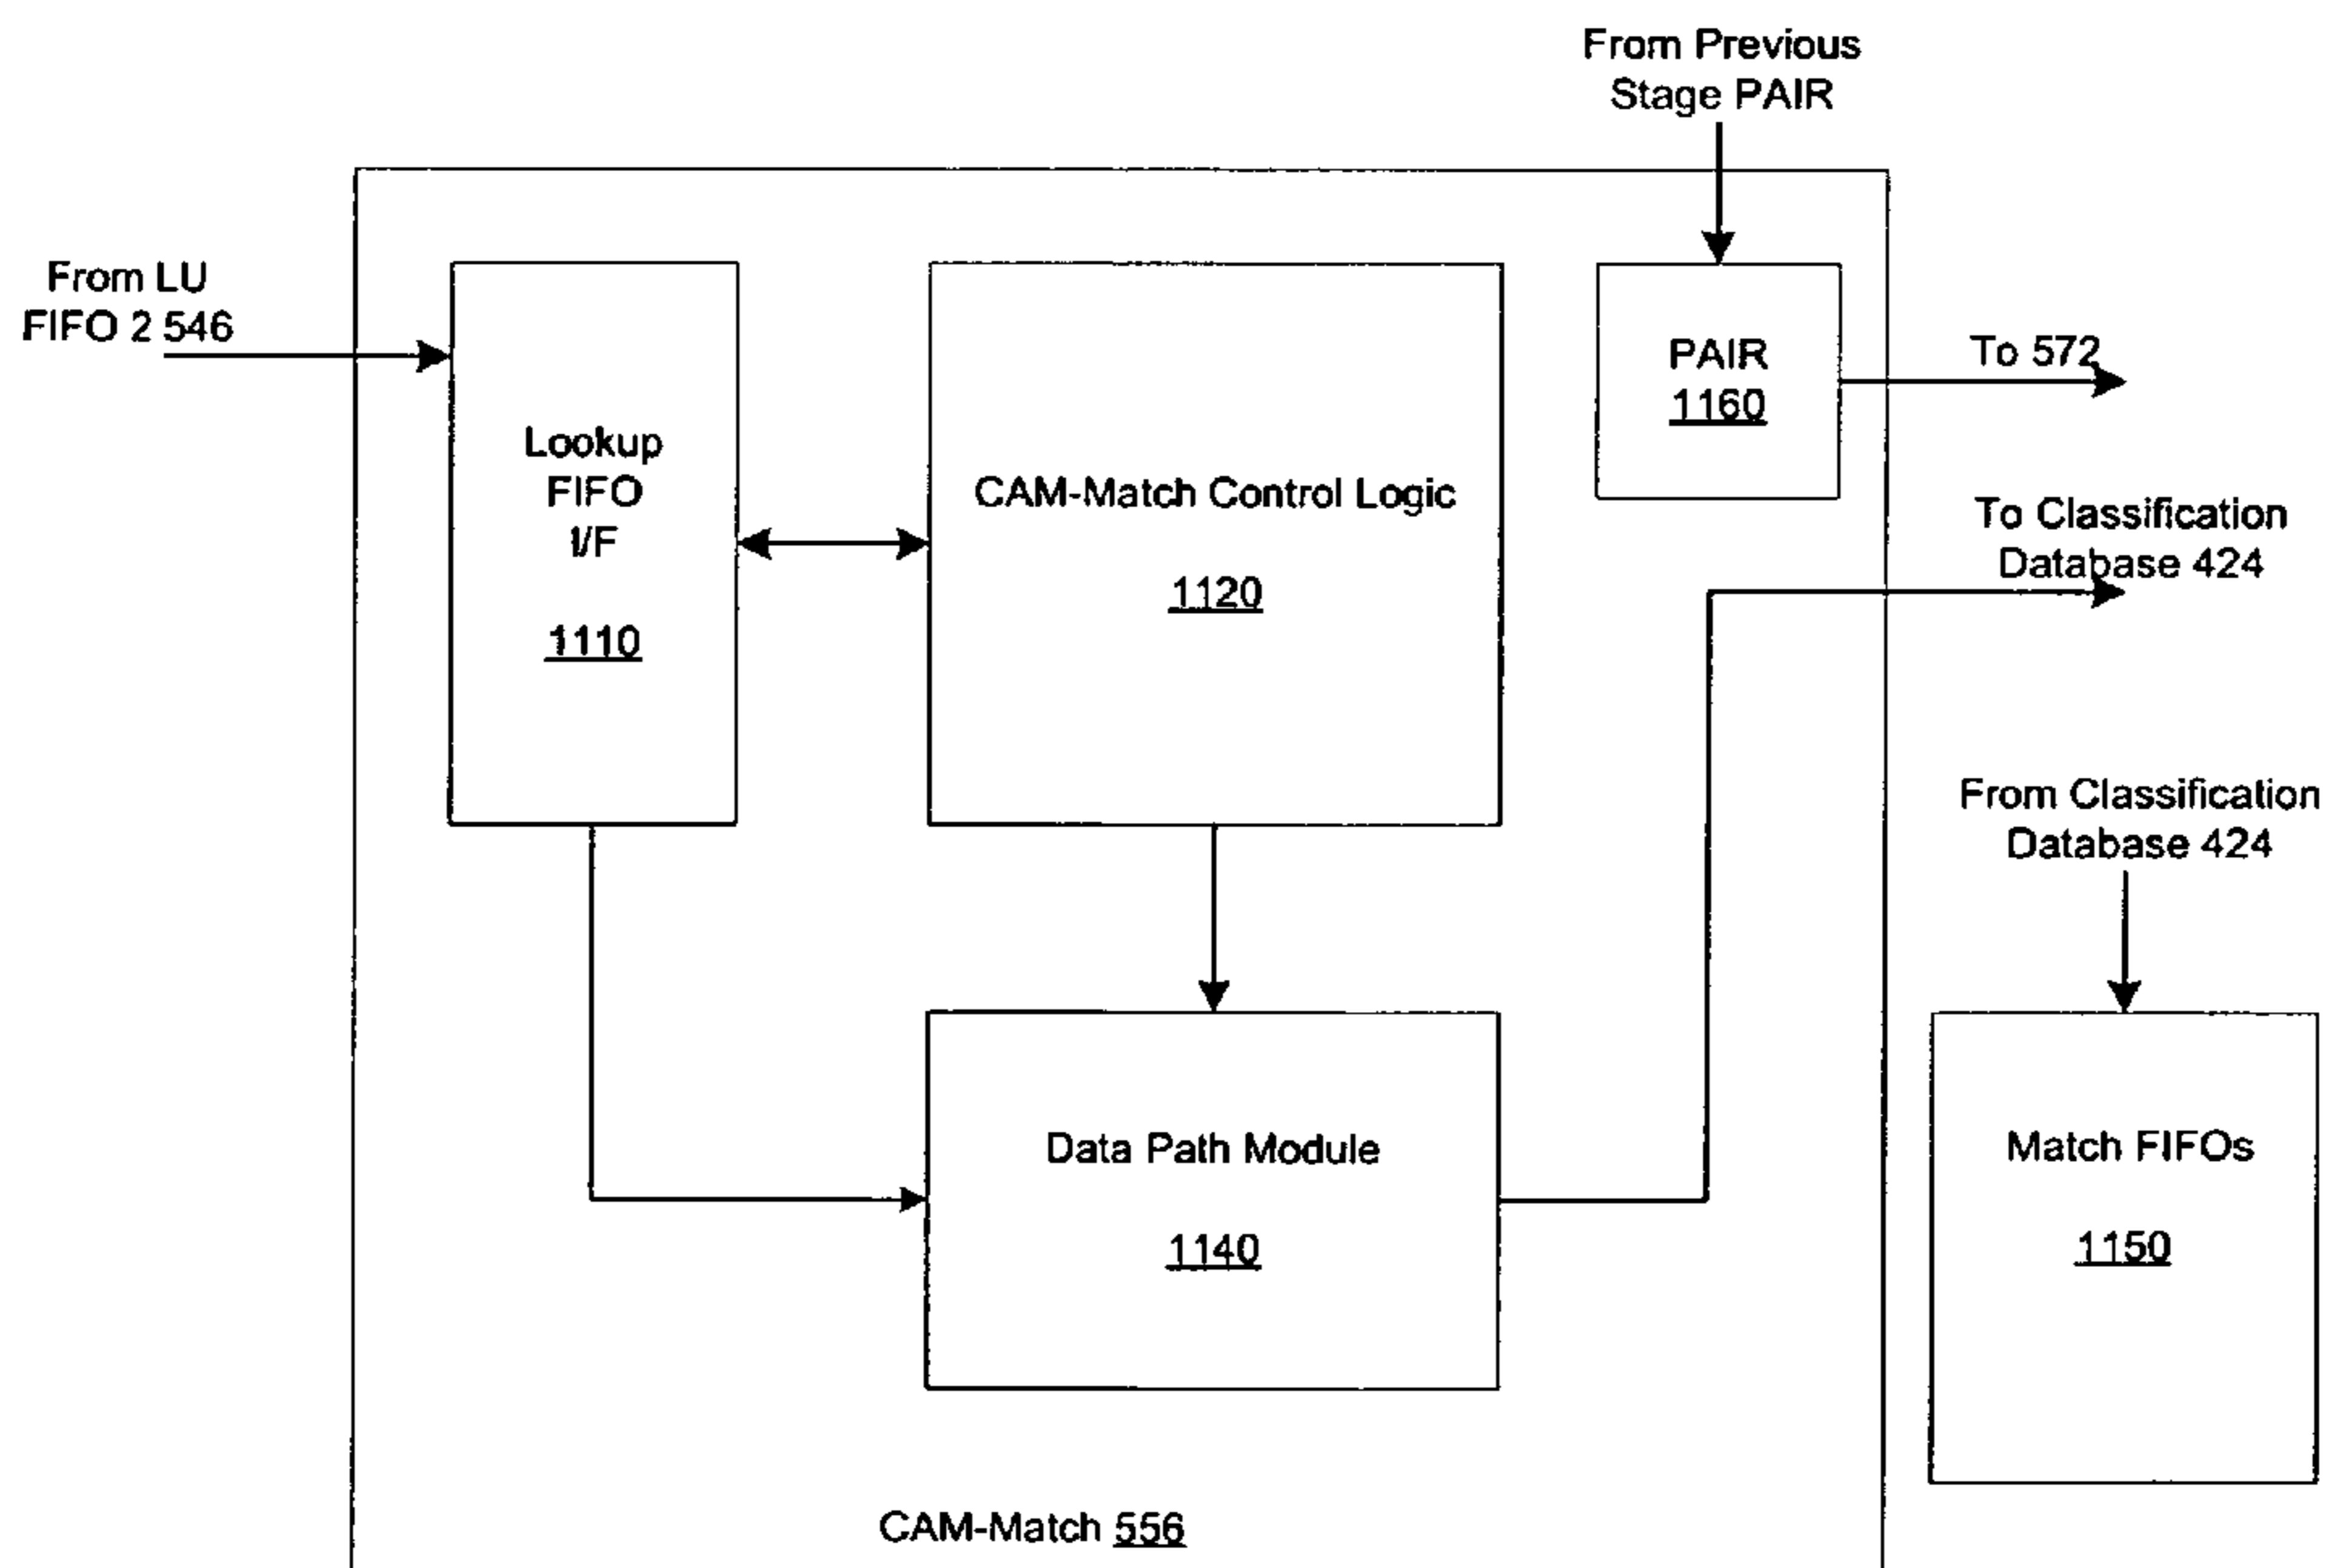 From Previous
Stage PAIR
From LU
FIFO 2 546
PAIR
1160
To 572
Lookup
FIFO
I/F
1110
CAM-Match Control Logic
1120
To Classification
Database 424
From Classification
Database 424
Data Path Module
1140
Match FIFOs
1150
CAM-Match 556